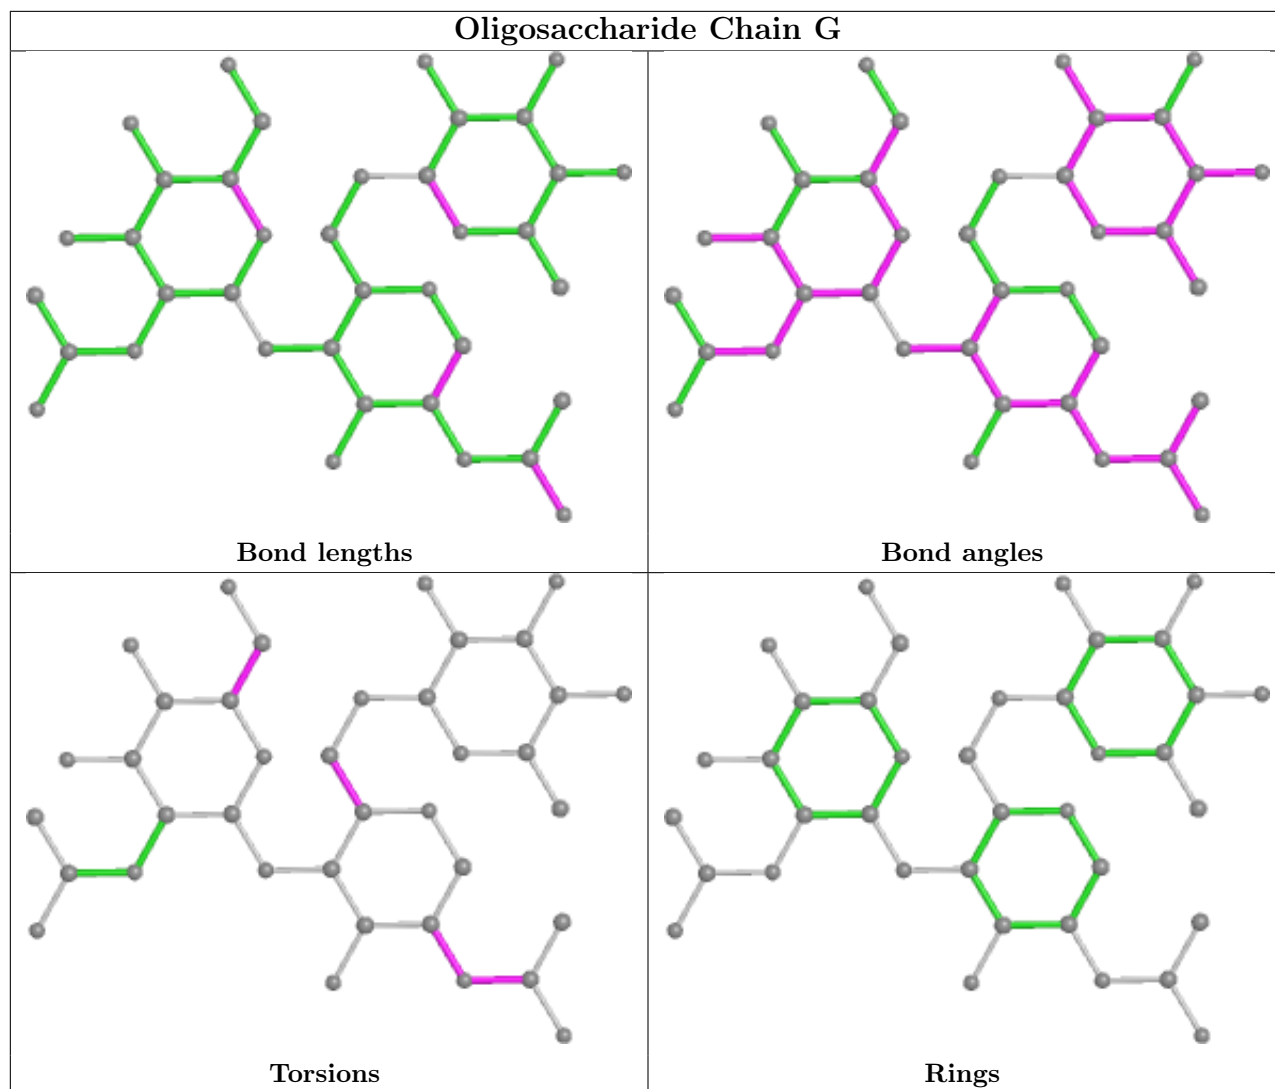 Oligosaccharide Chain G
Bond lengths
Bond angles
Torsions
Rings